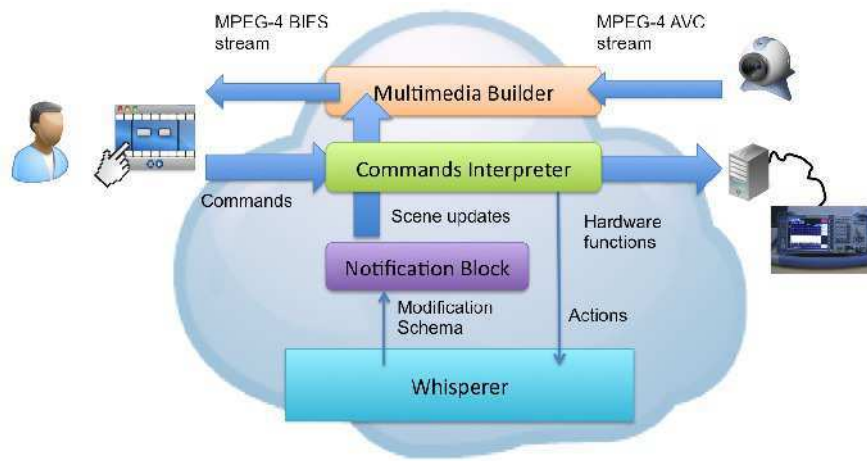 MPEG-4 BIFS
stream
MPEG-4 AVC
stream
Multimedia Builder
Commands Interpreter
Commands
Scene updates
Hardware
functions
Notification Block
Modification
Schema
Actions
Whisperer